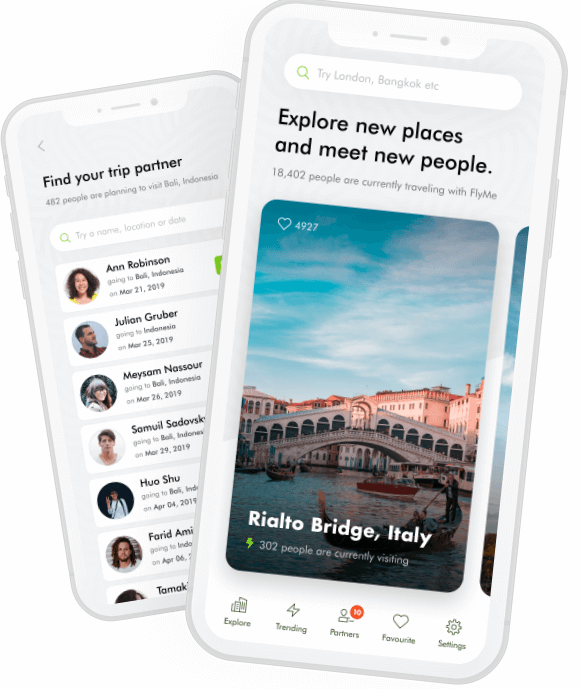 Find your trip partner
482 people are planning to visit Bali, Indonesia
Try a name, location or date
Ann Robinson
going to Bali, Indonesia
on Mar 21, 2019
Julian Gruber
going to Indonesia
on Mar 25, 2019
Meysam Nassour
going to Bali, Indonesia
on Mar 26, 2019
Samuil Sadovsky
going to Bali, Indones
on Mar 29, 2019
Huo Shu
going to Bali, Ind
on Apr 04, 2019
Farid Ami
going to Indo
on Apr 06,
Tamaki
Try London, Bangkok etc
Explore new places
and meet new people.
18,402 people are currently traveling with FlyMe
4927
Rialto Bridge, Italy
302 people are currently visiting
Explore
Trending
10
Partners
Favourite
Settings